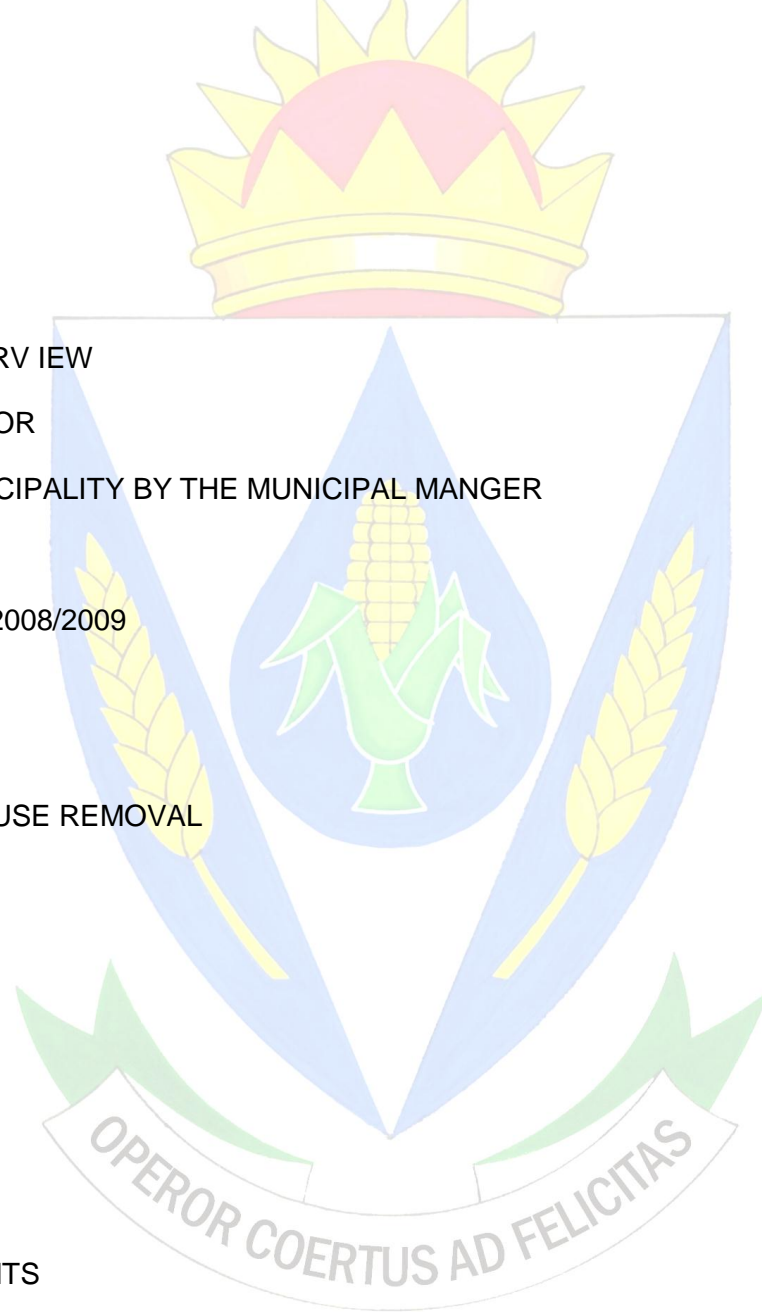 RV IEW
OR
CIPALITY BY THE MUNICIPAL MANGER
2008/2009
USE REMOVAL
OPEROR COERTUS AD FELICITAS
ITS